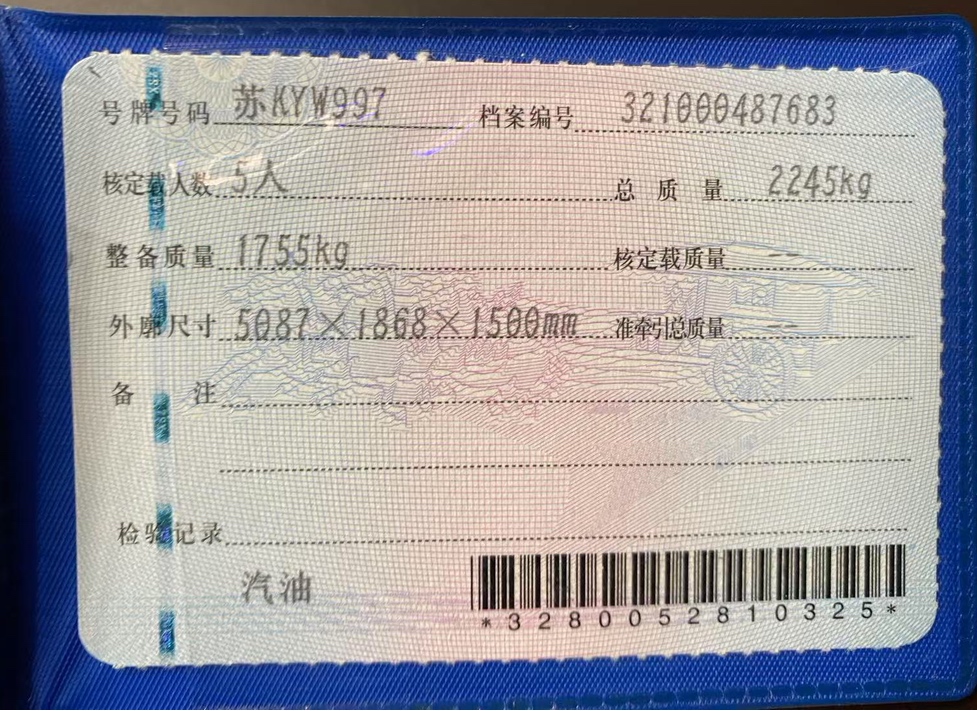 号牌号码 苏KYW997 档案编号 321000487683
核定载人数 5人 总质量 2245kg
整备质量 1755kg 核定载质量 --
外廓尺寸 5087×1868×1500mm 准牵引总质量 --
备注
检验记录
汽油
*3280052810325*